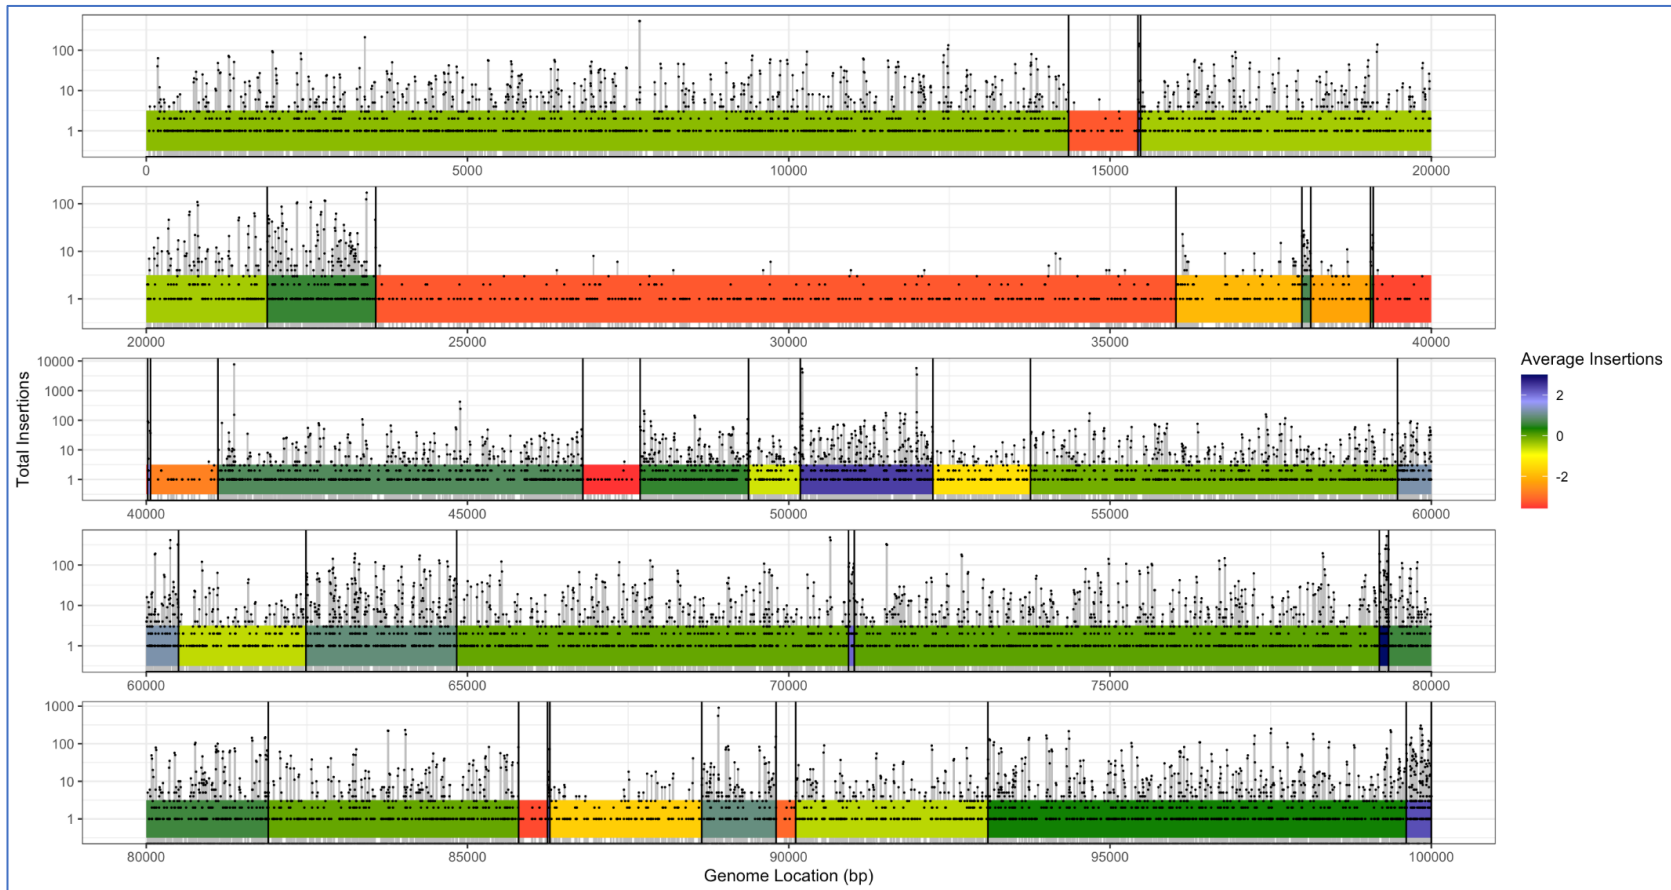 100
10
1
0 5000 10000 15000 20000
100
10
1
20000 25000 30000 35000 40000
Total Insertions
10000
1000
100
10
1
40000 45000 50000 55000 60000
Average Insertions
2
0
-2
100
10
1
60000 65000 70000 75000 80000
1000
100
10
1
80000 85000 90000 95000 100000
Genome Location (bp)